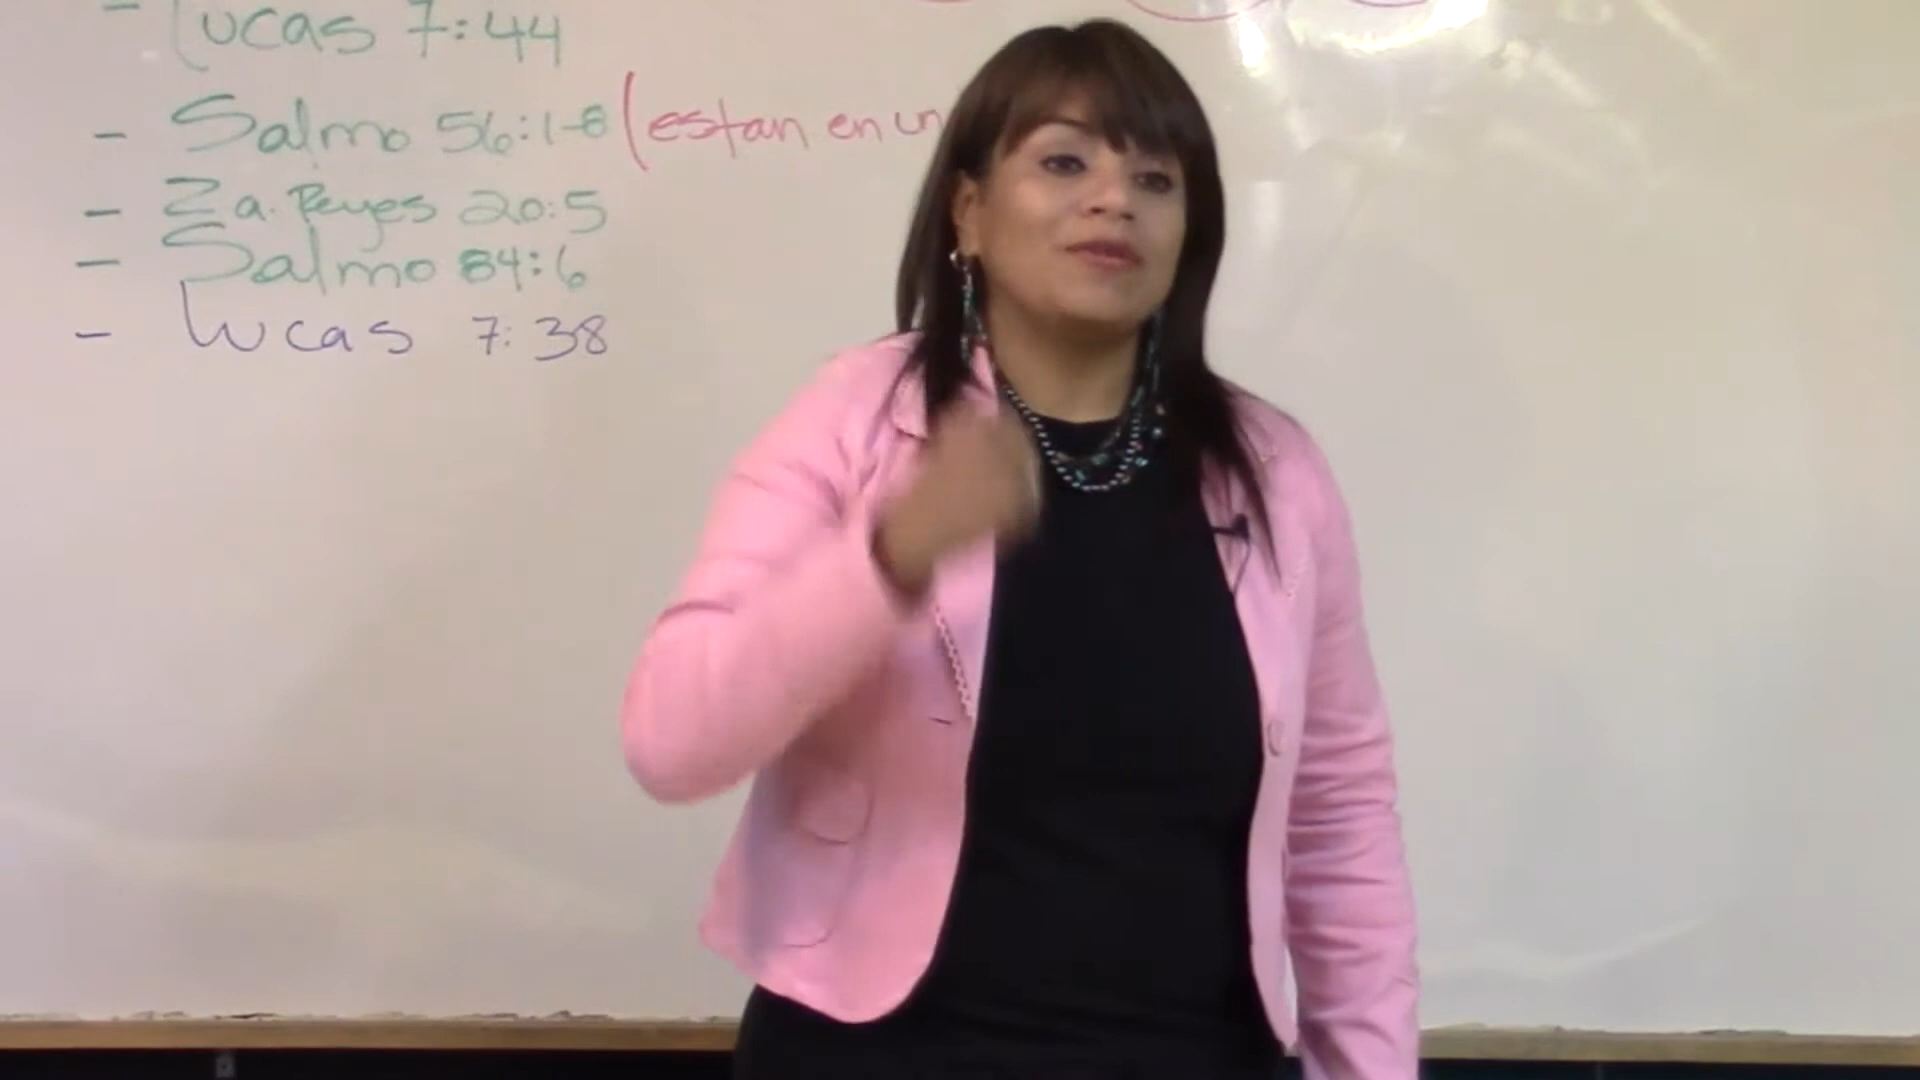 - Lucas 7:44
- Salmo 56:1-8 (estan en un
- 2a. Reyes 20:5
- Salmo 84:6
- Lucas 7:38